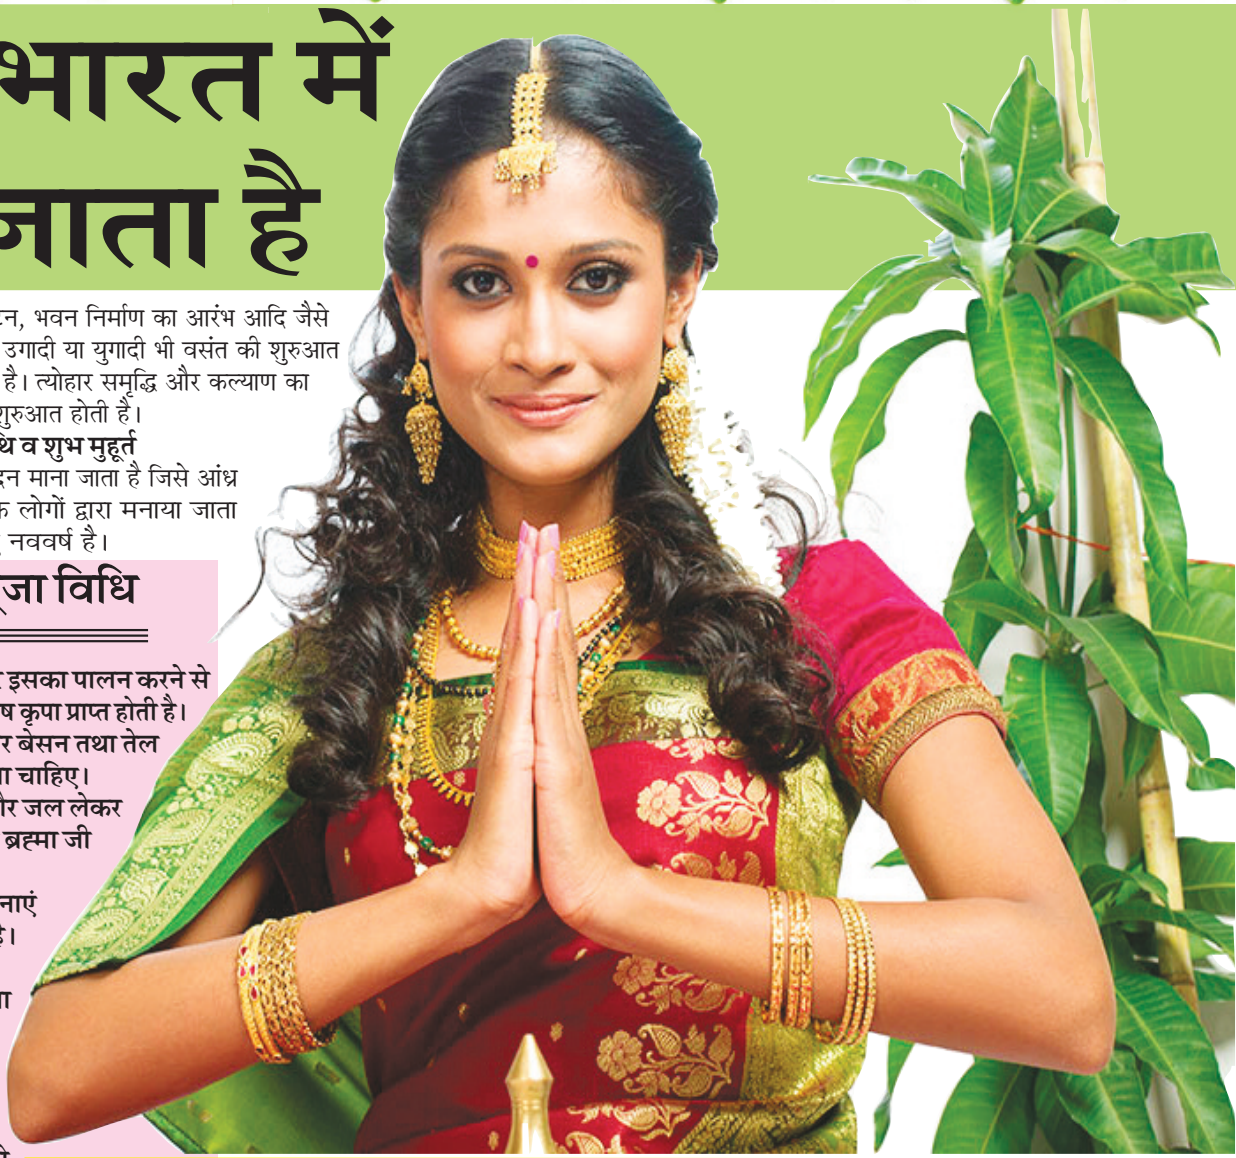 भारत में
जाता है
भवन निर्माण का आरंभ आदि जैसे
उगादी या युगादी भी वसंत की शुरुआत
है। त्योहार समृद्धि और कल्याण का
शुरुआत होती है।
व शुभ मुहूर्त
माना जाता है जिसे आंध्र
लोगों द्वारा मनाया जाता
नववर्ष है।
विधि
इसका पालन करने से
कृपा प्राप्त होती है।
बेसन तथा तेल
चाहिए।
जल लेकर
ब्रह्मा जी